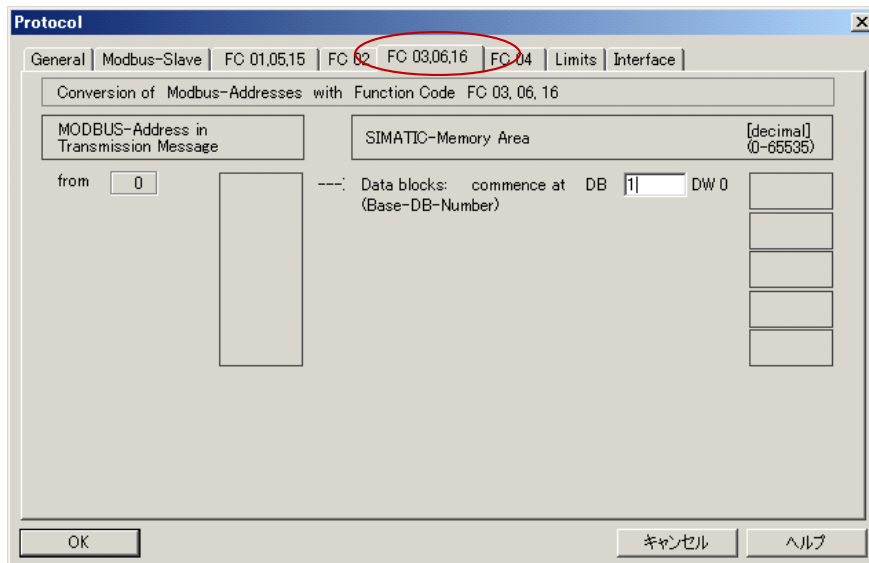 Protocol
General Modbus-Slave FC 01,05,15 FC 02 FC 03,06,16 FC 04 Limits Interface
Conversion of Modbus-Addresses with Function Code FC 03, 06, 16
MODBUS-Address in
Transmission Message
SIMATIC-Memory Area
[decimal]
(0-65535)
from 0
---: Data blocks: commence at DB 1 DW 0
(Base-DB-Number)
OK キャンセル ヘルプ